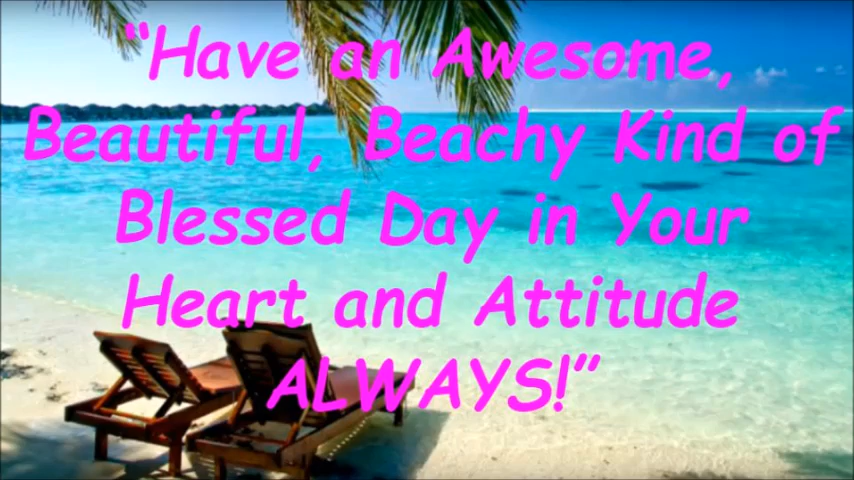 “Have an Awesome,
Beautiful, Beachy Kind of
Blessed Day in Your
Heart and Attitude
ALWAYS!”